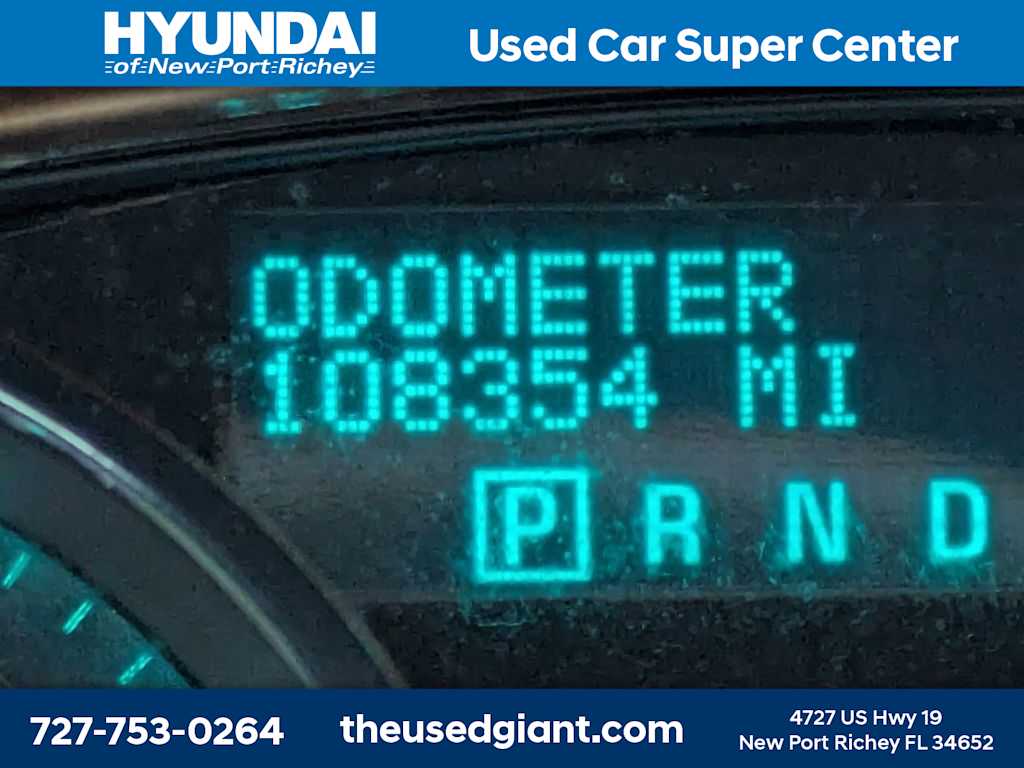 HYUNDAI
of New Port Richey
Used Car Super Center
ODOMETER
108354 MI
P R N D
727-753-0264
theusedgiant.com
4727 US Hwy 19
New Port Richey FL 34652